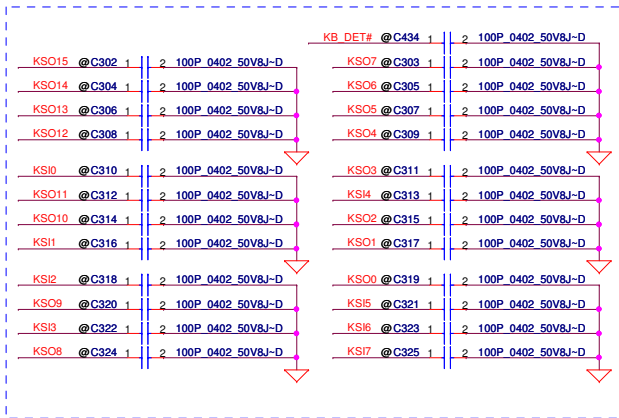 KB_DET# @C434 1 2 100P_0402_50V8J~D
KSO15 @C302 1 2 100P_0402_50V8J~D KSO7 @C303 1 2 100P_0402_50V8J~D
KSO14 @C304 1 2 100P_0402_50V8J~D KSO6 @C305 1 2 100P_0402_50V8J~D
KSO13 @C306 1 2 100P_0402_50V8J~D KSO5 @C307 1 2 100P_0402_50V8J~D
KSO12 @C308 1 2 100P_0402_50V8J~D KSO4 @C309 1 2 100P_0402_50V8J~D
KSI0 @C310 1 2 100P_0402_50V8J~D KSO3 @C311 1 2 100P_0402_50V8J~D
KSO11 @C312 1 2 100P_0402_50V8J~D KSI4 @C313 1 2 100P_0402_50V8J~D
KSO10 @C314 1 2 100P_0402_50V8J~D KSO2 @C315 1 2 100P_0402_50V8J~D
KSI1 @C316 1 2 100P_0402_50V8J~D KSO1 @C317 1 2 100P_0402_50V8J~D
KSI2 @C318 1 2 100P_0402_50V8J~D KSO0 @C319 1 2 100P_0402_50V8J~D
KSO9 @C320 1 2 100P_0402_50V8J~D KSI5 @C321 1 2 100P_0402_50V8J~D
KSI3 @C322 1 2 100P_0402_50V8J~D KSI6 @C323 1 2 100P_0402_50V8J~D
KSO8 @C324 1 2 100P_0402_50V8J~D KSI7 @C325 1 2 100P_0402_50V8J~D